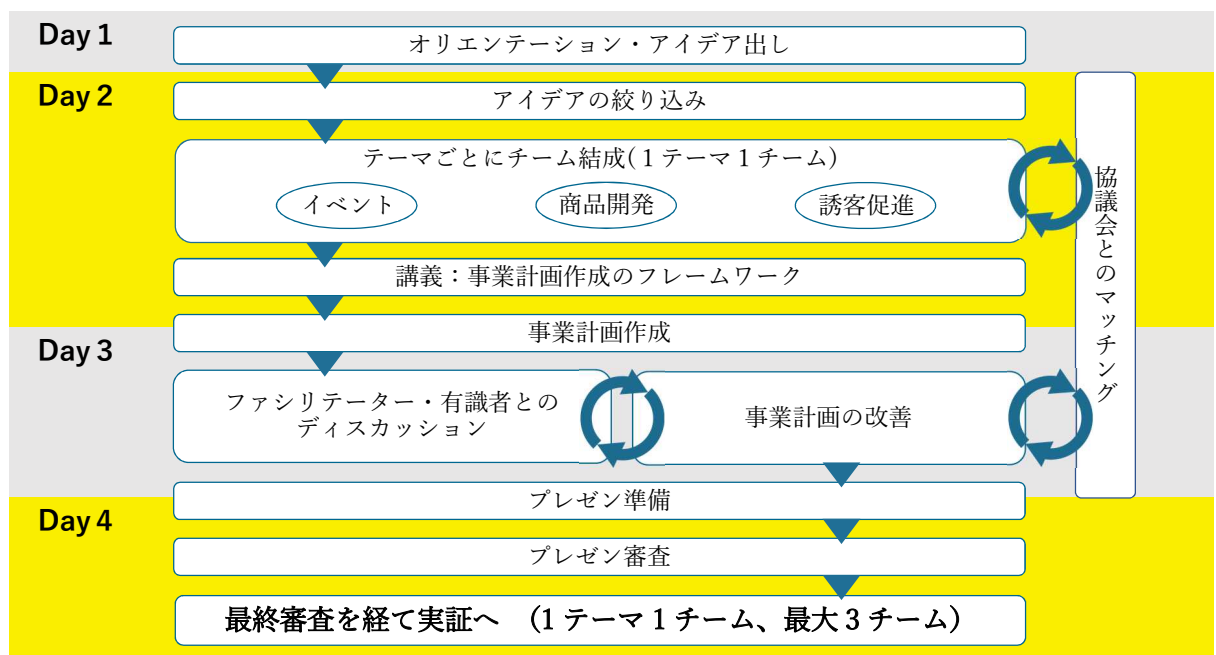 Day 1
オリエンテーション・アイデア出し
Day 2
アイデアの絞り込み
テーマごとにチーム結成(1テーマ1チーム)
イベント
商品開発
誘客促進
協議会とのマッチング
講義：事業計画作成のフレームワーク
事業計画作成
Day 3
ファシリテーター・有識者との
ディスカッション
事業計画の改善
プレゼン準備
Day 4
プレゼン審査
最終審査を経て実証へ （1テーマ1チーム、最大3チーム）